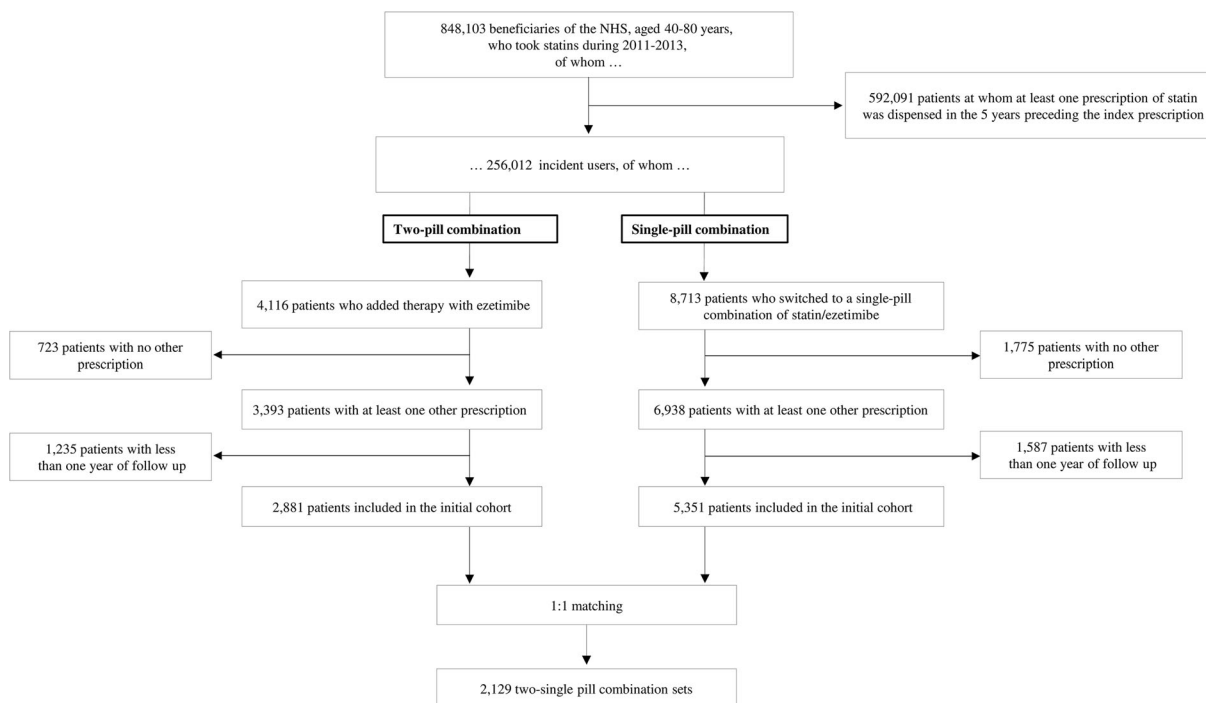 848,103 beneficiaries of the NHS, aged 40-80 years,
who took statins during 2011-2013,
of whom …
592,091 patients at whom at least one prescription of statin
was dispensed in the 5 years preceding the index prescription
… 256,012 incident users, of whom …
Two-pill combination
Single-pill combination
4,116 patients who added therapy with ezetimibe
8,713 patients who switched to a single-pill
combination of statin/ezetimibe
723 patients with no other
prescription
1,775 patients with no other
prescription
3,393 patients with at least one other prescription
6,938 patients with at least one other prescription
1,235 patients with less
than one year of follow up
1,587 patients with less
than one year of follow up
2,881 patients included in the initial cohort
5,351 patients included in the initial cohort
1:1 matching
2,129 two-single pill combination sets